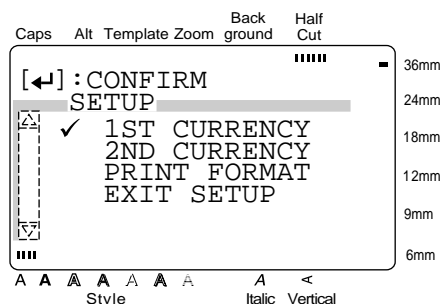 Back Half
Caps Alt Template Zoom ground Cut
[↵]:CONFIRM
SETUP
✓ 1ST CURRENCY
2ND CURRENCY
PRINT FORMAT
EXIT SETUP
36mm
24mm
18mm
12mm
9mm
6mm
A A A A A A A A <
Style Italic Vertical